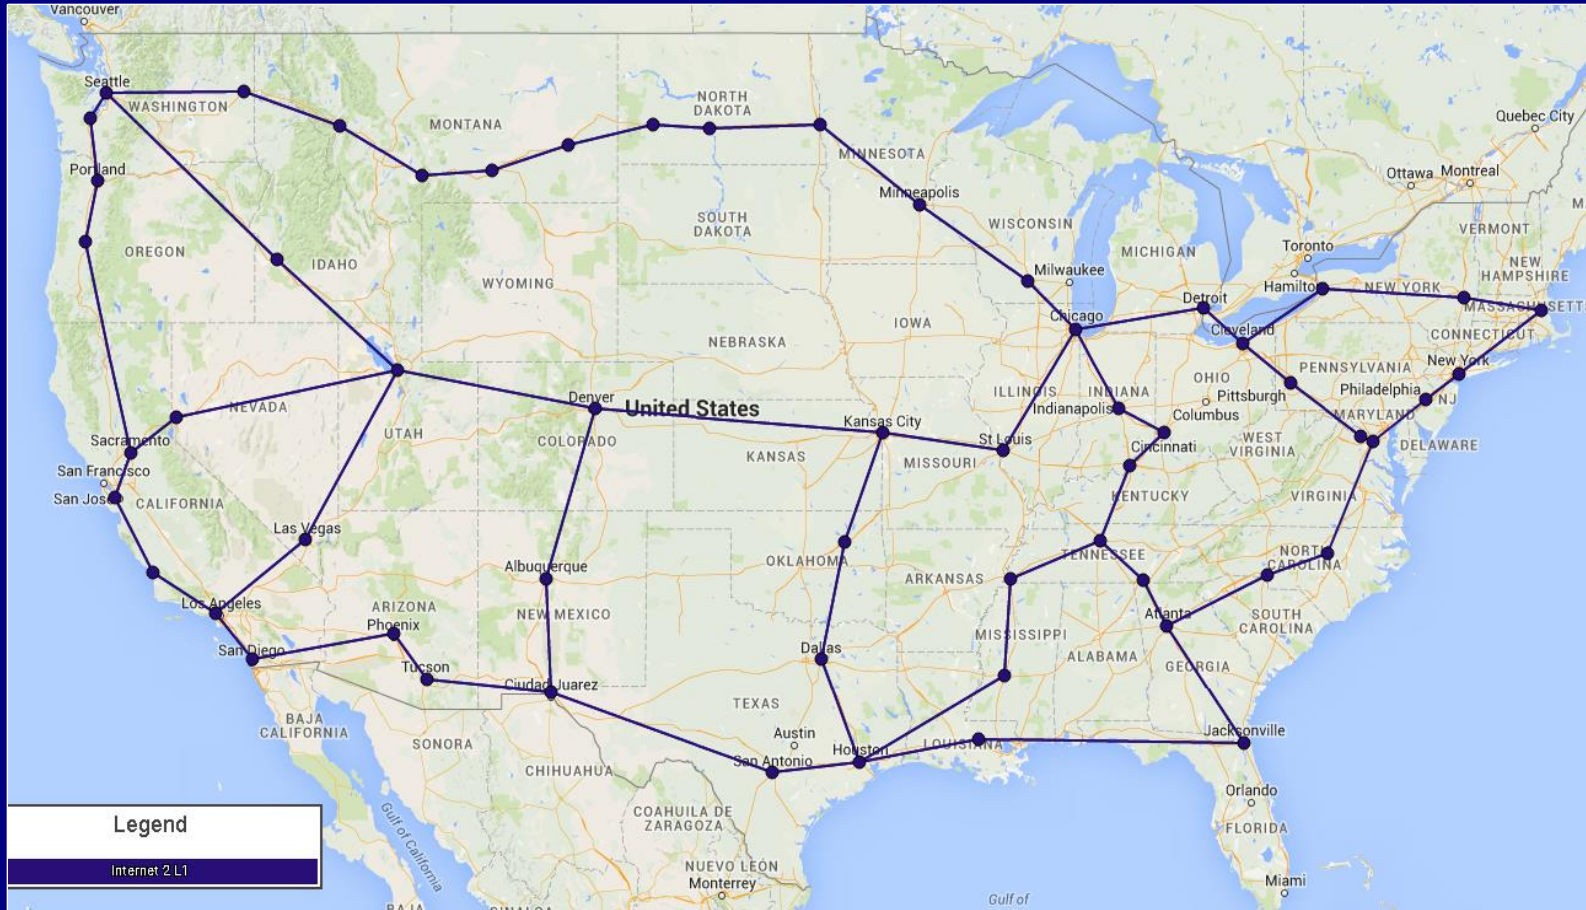 Vancouver
Seattle
WASHINGTON
MONTANA
NORTH
DAKOTA
MINNESOTA
Quebec City
Ottawa
Montreal
Portland
Minneapolis
SOUTH
DAKOTA
WISCONSIN
VERMONT
OREGON
IDAHO
MICHIGAN
Toronto
NEW
HAMPSHIRE
WYOMING
Milwaukee
Hamilton
NEW YORK
Detroit
MASSACHUSETTS
Chicago
IOWA
Cleveland
CONNECTICUT
NEBRASKA
PENNSYLVANIA
New York
OHIO
ILLINOIS
INDIANA
Pittsburgh
Philadelphia
Denver
United States
NEVADA
Indianapolis
Columbus
MARYLAND
NJ
Kansas City
UTAH
COLORADO
Sacramento
St Louis
Cincinnati
WEST
VIRGINIA
DELAWARE
KANSAS
MISSOURI
San Francisco
San Jose
CALIFORNIA
KENTUCKY
VIRGINIA
Las Vegas
TENNESSEE
NORTH
CAROLINA
OKLAHOMA
Albuquerque
ARKANSAS
Los Angeles
ARIZONA
Phoenix
NEW MEXICO
Atlanta
SOUTH
CAROLINA
MISSISSIPPI
San Diego
Dallas
ALABAMA
GEORGIA
Tucson
Ciudad Juarez
TEXAS
BAJA
CALIFORNIA
SONORA
Austin
Houston
LOUISIANA
Jacksonville
San Antonio
CHIHUAHUA
Orlando
COAHUILA DE
ZARAGOZA
FLORIDA
Gulf of California
NUEVO LEÓN
Monterrey
Miami
Gulf of
BAJA
SINALOA
Legend
Internet 2 L1